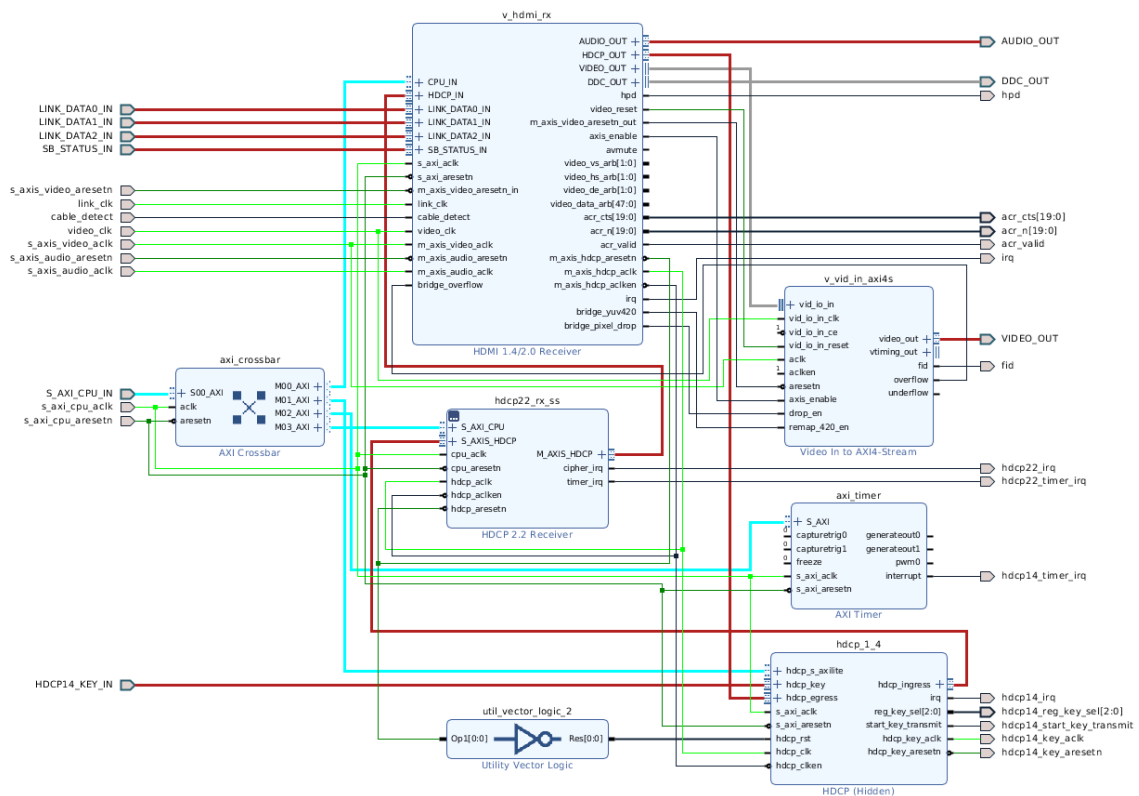 v_hdmi_rx
AUDIO_OUT
HDCP_OUT
VIDEO_OUT
DDC_OUT
hpd
video_reset
m_axis_video_aresetn_out
axis_enable
avmute
video_vs_arb[1:0]
video_hs_arb[1:0]
video_de_arb[1:0]
video_data_arb[47:0]
acr_cts[19:0]
acr_n[19:0]
acr_valid
m_axis_hdcp_aresetn
m_axis_hdcp_aclk
m_axis_hdcp_aclken
irq
bridge_yuv420
bridge_pixel_drop
CPU_IN
HDCP_IN
LINK_DATA0_IN
LINK_DATA1_IN
LINK_DATA2_IN
SB_STATUS_IN
s_axi_aclk
s_axi_aresetn
m_axis_video_aresetn_in
link_clk
cable_detect
video_clk
m_axis_video_aclk
m_axis_audio_aresetn
m_axis_audio_aclk
bridge_overflow
HDMI 1.4/2.0 Receiver
LINK_DATA0_IN
LINK_DATA1_IN
LINK_DATA2_IN
SB_STATUS_IN
s_axis_video_aresetn
link_clk
cable_detect
video_clk
s_axis_video_aclk
s_axis_audio_aresetn
s_axis_audio_aclk
AUDIO_OUT
DDC_OUT
hpd
acr_cts[19:0]
acr_n[19:0]
acr_valid
irq
v_vid_in_axi4s
vid_io_in
vid_io_in_clk
1
vid_io_in_ce
vid_io_in_reset
aclk
1
aclken
aresetn
axis_enable
drop_en
remap_420_en
video_out
vtiming_out
fid
overflow
underflow
Video In to AXI4-Stream
VIDEO_OUT
fid
axi_crossbar
S_AXI_CPU_IN
s_axi_cpu_aclk
s_axi_cpu_aresetn
S00_AXI
aclk
aresetn
M00_AXI
M01_AXI
M02_AXI
M03_AXI
AXI Crossbar
hdcp22_rx_ss
S_AXI_CPU
S_AXIS_HDCP
cpu_aclk
cpu_aresetn
hdcp_aclk
hdcp_aclken
hdcp_aresetn
M_AXIS_HDCP
cipher_irq
timer_irq
HDCP 2.2 Receiver
hdcp22_irq
hdcp22_timer_irq
axi_timer
S_AXI
0
capturetrig0
0
capturetrig1
0
freeze
s_axi_aclk
s_axi_aresetn
generateout0
generateout1
pwm0
interrupt
AXI Timer
hdcp14_timer_irq
hdcp_1_4
HDCP14_KEY_IN
hdcp_s_axilite
hdcp_key
hdcp_egress
s_axi_aclk
s_axi_aresetn
hdcp_rst
hdcp_clk
hdcp_clken
hdcp_ingress
irq
reg_key_sel[2:0]
start_key_transmit
hdcp_key_aclk
hdcp_key_aresetn
HDCP (Hidden)
hdcp14_irq
hdcp14_reg_key_sel[2:0]
hdcp14_start_key_transmit
hdcp14_key_aclk
hdcp14_key_aresetn
util_vector_logic_2
Op1[0:0]
Res[0:0]
Utility Vector Logic